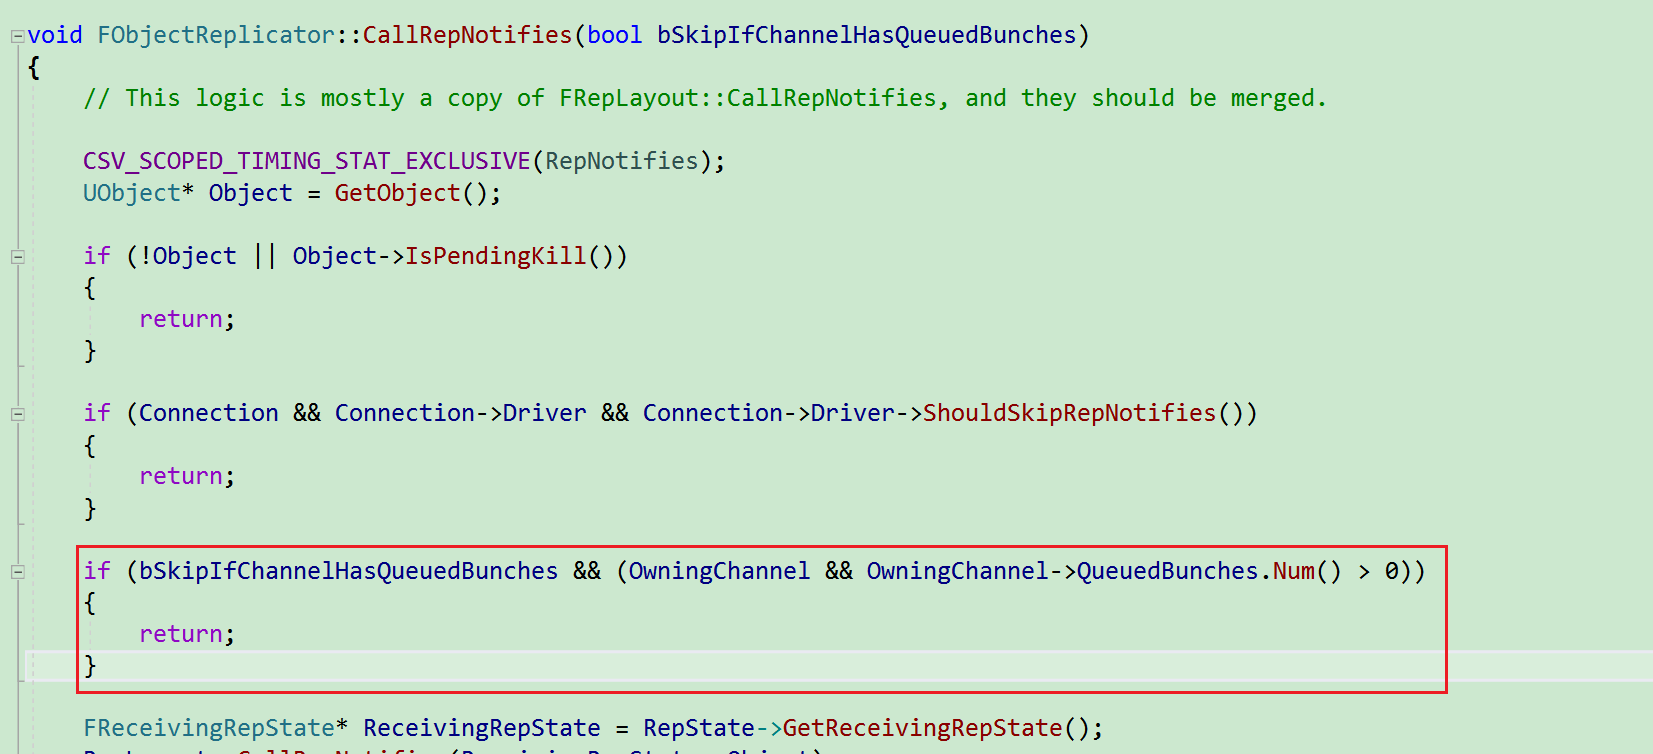 void FObjectReplicator::CallRepNotifies(bool bSkipIfChannelHasQueuedBunches)
{
// This logic is mostly a copy of FRepLayout::CallRepNotifies, and they should be merged.
CSV_SCOPED_TIMING_STAT_EXCLUSIVE(RepNotifies);
UObject* Object = GetObject();
if (!Object || Object->IsPendingKill())
{
return;
}
if (Connection && Connection->Driver && Connection->Driver->ShouldSkipRepNotifies())
{
return;
}
if (bSkipIfChannelHasQueuedBunches && (OwningChannel && OwningChannel->QueuedBunches.Num() > 0))
{
return;
}
FReceivingRepState* ReceivingRepState = RepState->GetReceivingRepState();